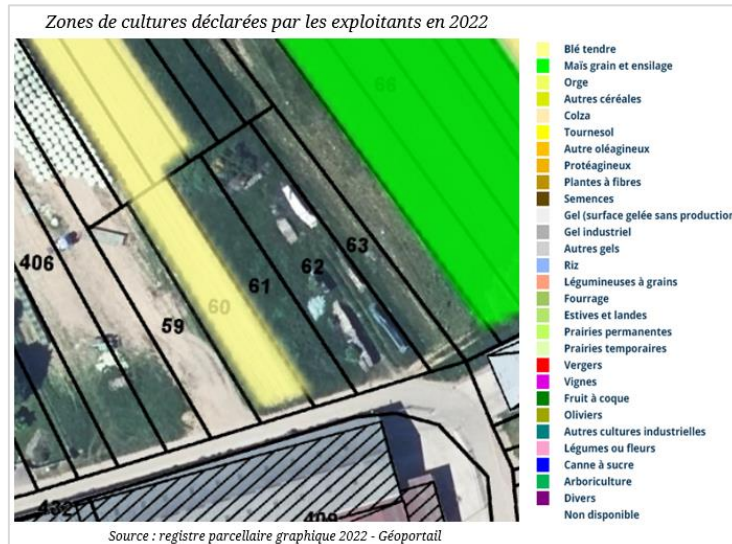 Zones de cultures déclarées par les exploitants en 2022
Blé tendre
Maïs grain et ensilage
Orge
Autres céréales
Colza
Tournesol
Autre oléagineux
Protéagineux
Plantes à fibres
Semences
Gel (surface gelée sans production
Gel industriel
Autres gels
Riz
Légumineuses à grains
Fourrage
Estives et landes
Prairies permanentes
Prairies temporaires
Vergers
Vignes
Fruit à coque
Oliviers
Autres cultures industrielles
Légumes ou fleurs
Canne à sucre
Arboriculture
Divers
Non disponible
66
63
62
61
60
59
406
432
409
Source : registre parcellaire graphique 2022 - Géoportail